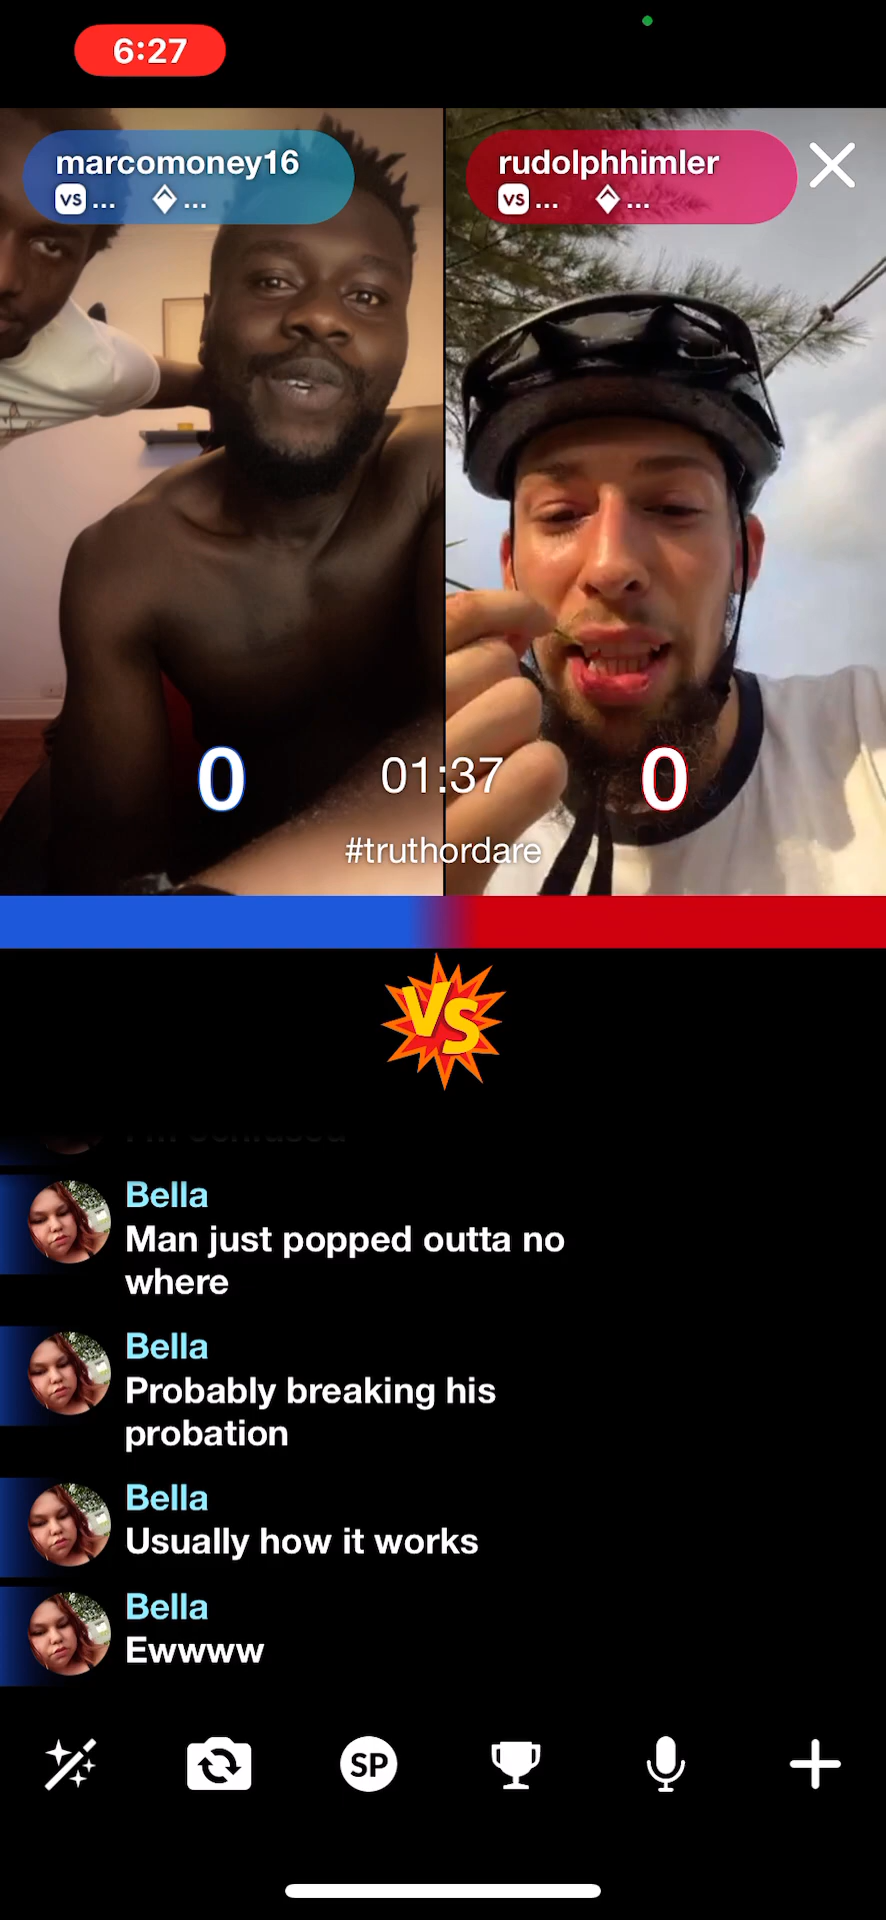 6:27
marcomoney16
rudolphhimler
VS ... ...
VS ... ...
0
01:37
0
#truthordare
VS
I'm confused
Bella
Man just popped outta no
where
Bella
Probably breaking his
probation
Bella
Usually how it works
Bella
Ewwww
SP